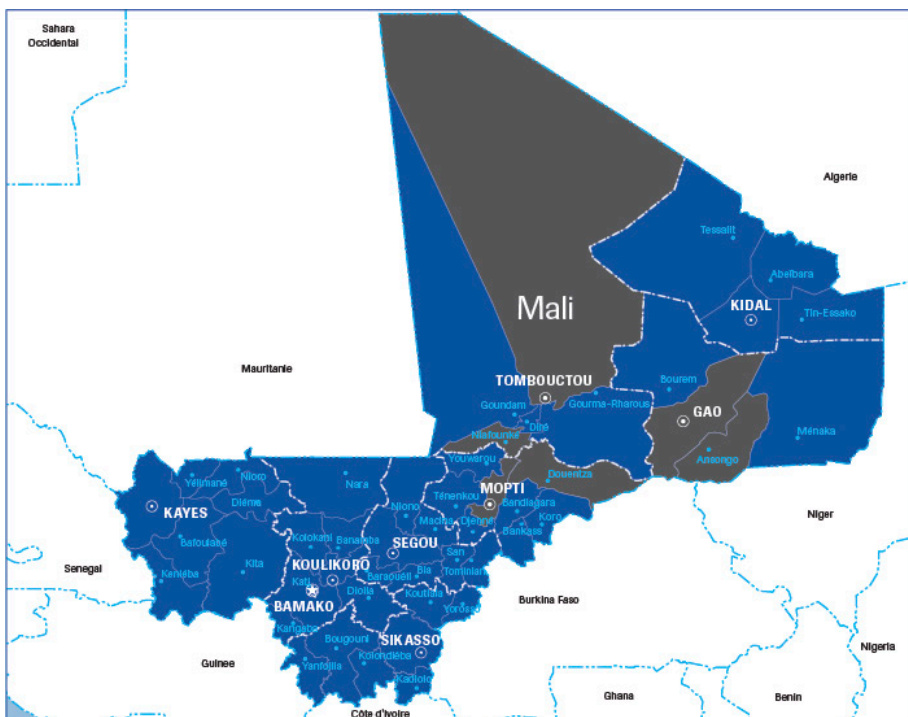 Sahara
Occidental
Algerie
Tessalit
Abeibara
KIDAL
Tin-Essako
Mali
Mauritanie
TOMBOUCTOU
Bourem
Gourma-Rharous
Goundam
GAO
Diré
Niafounké
Ménaka
Ansongo
Youwarou
Douentza
Nioro
Yélimané
Nara
MOPTI
Ténenkou
Diéma
KAYES
Niono
Bandiagara
Niger
Macina
Djenné
Koro
Bankass
Kolokani
Banamba
Bafoulabé
SEGOU
San
KOULIKORO
Tominian
Senegal
Kita
Baraouéli
Bla
Kéniéba
Kati
Dioila
Koutiala
Burkina Faso
BAMAKO
Yorosso
Kangaba
SIKASSO
Bougouni
Nigeria
Guinee
Yanfojila
Kolondiéba
Kadiolo
Ghana
Benin
Côte d'Ivoire